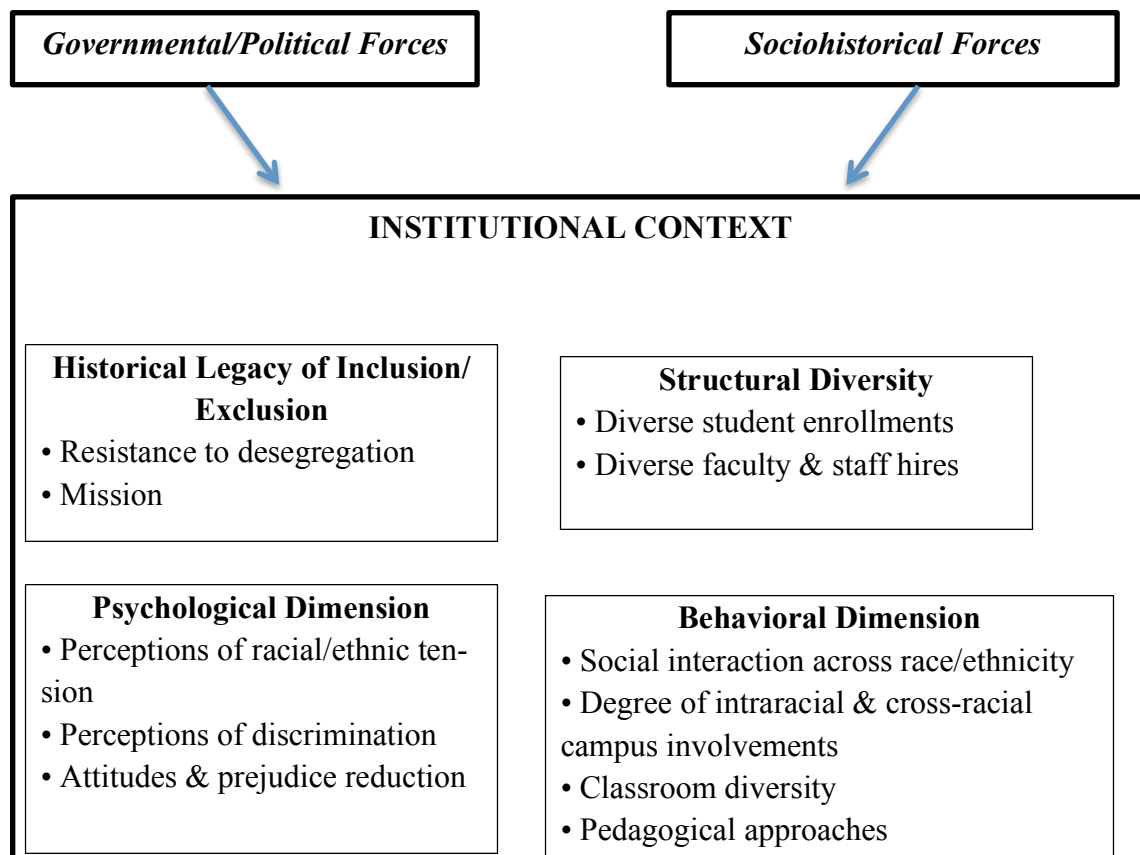 Governmental/Political Forces
Sociohistorical Forces
INSTITUTIONAL CONTEXT
Historical Legacy of Inclusion/
Exclusion
• Resistance to desegregation
• Mission
Structural Diversity
• Diverse student enrollments
• Diverse faculty & staff hires
Psychological Dimension
• Perceptions of racial/ethnic ten-
sion
• Perceptions of discrimination
• Attitudes & prejudice reduction
Behavioral Dimension
• Social interaction across race/ethnicity
• Degree of intraracial & cross-racial
campus involvements
• Classroom diversity
• Pedagogical approaches